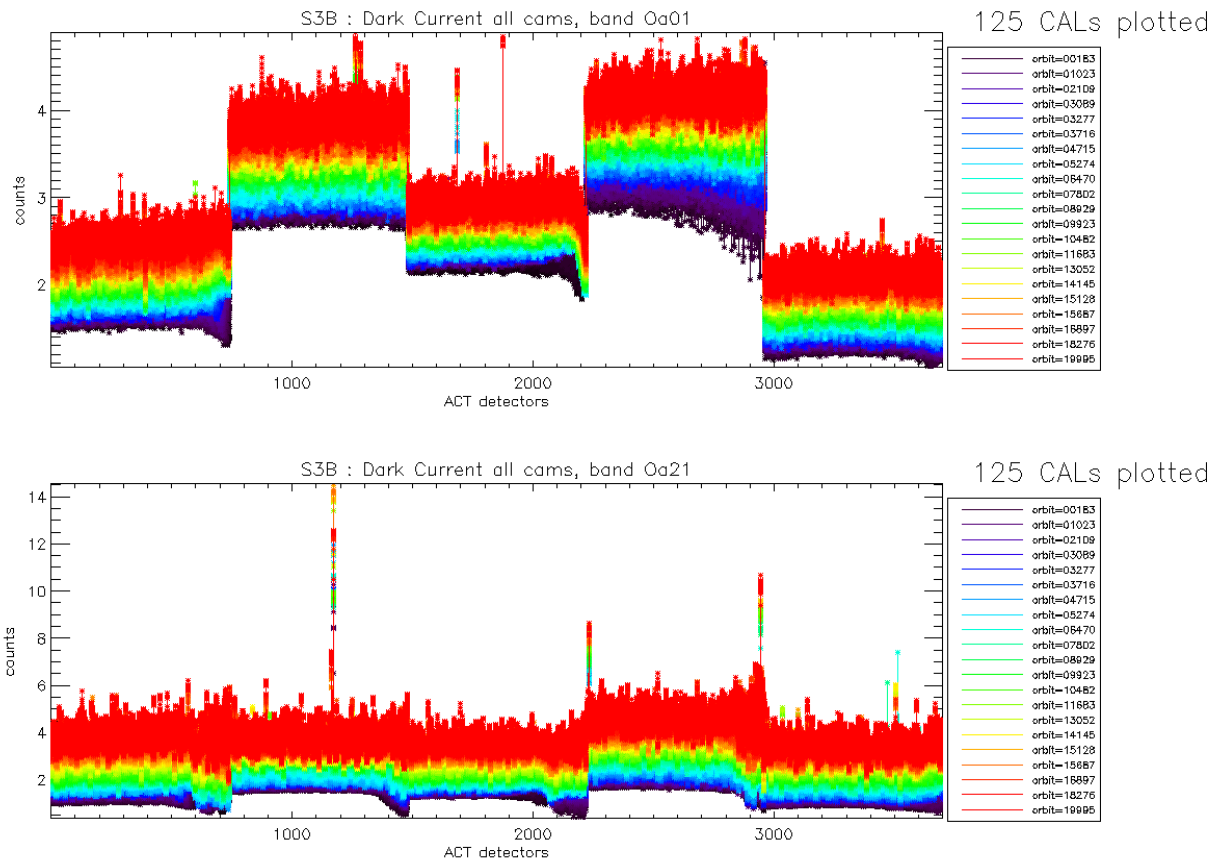 S3B : Dark Current all cams, band Oa01
125 CALs plotted
counts
4
3
2
1000
2000
3000
ACT detectors
orbit=00183
orbit=01023
orbit=02109
orbit=03089
orbit=03277
orbit=03716
orbit=04715
orbit=05274
orbit=06470
orbit=07802
orbit=08929
orbit=09923
orbit=10482
orbit=11683
orbit=13052
orbit=14145
orbit=15128
orbit=15687
orbit=16897
orbit=18276
orbit=19995
S3B : Dark Current all cams, band Oa21
125 CALs plotted
counts
14
12
10
8
6
4
2
1000
2000
3000
ACT detectors
orbit=00183
orbit=01023
orbit=02109
orbit=03089
orbit=03277
orbit=03716
orbit=04715
orbit=05274
orbit=06470
orbit=07802
orbit=08929
orbit=09923
orbit=10482
orbit=11683
orbit=13052
orbit=14145
orbit=15128
orbit=15687
orbit=16897
orbit=18276
orbit=19995